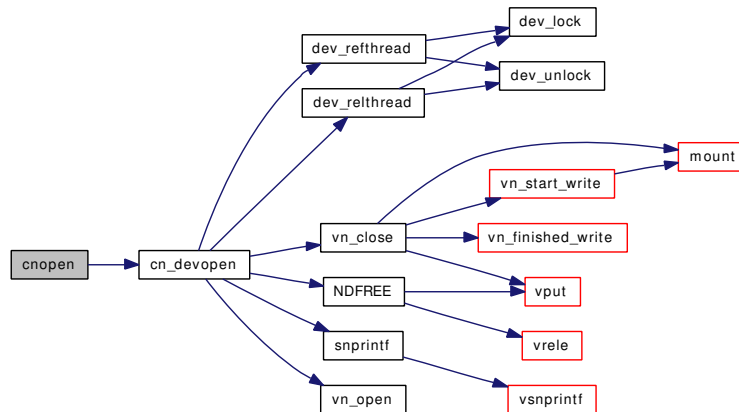 dev_lock
dev_refthread
dev_unlock
dev_relthread
mount
vn_start_write
vn_close
vn_finished_write
cnopen
cn_devopen
NDFREE
vput
snprintf
vrele
vn_open
vsnprintf